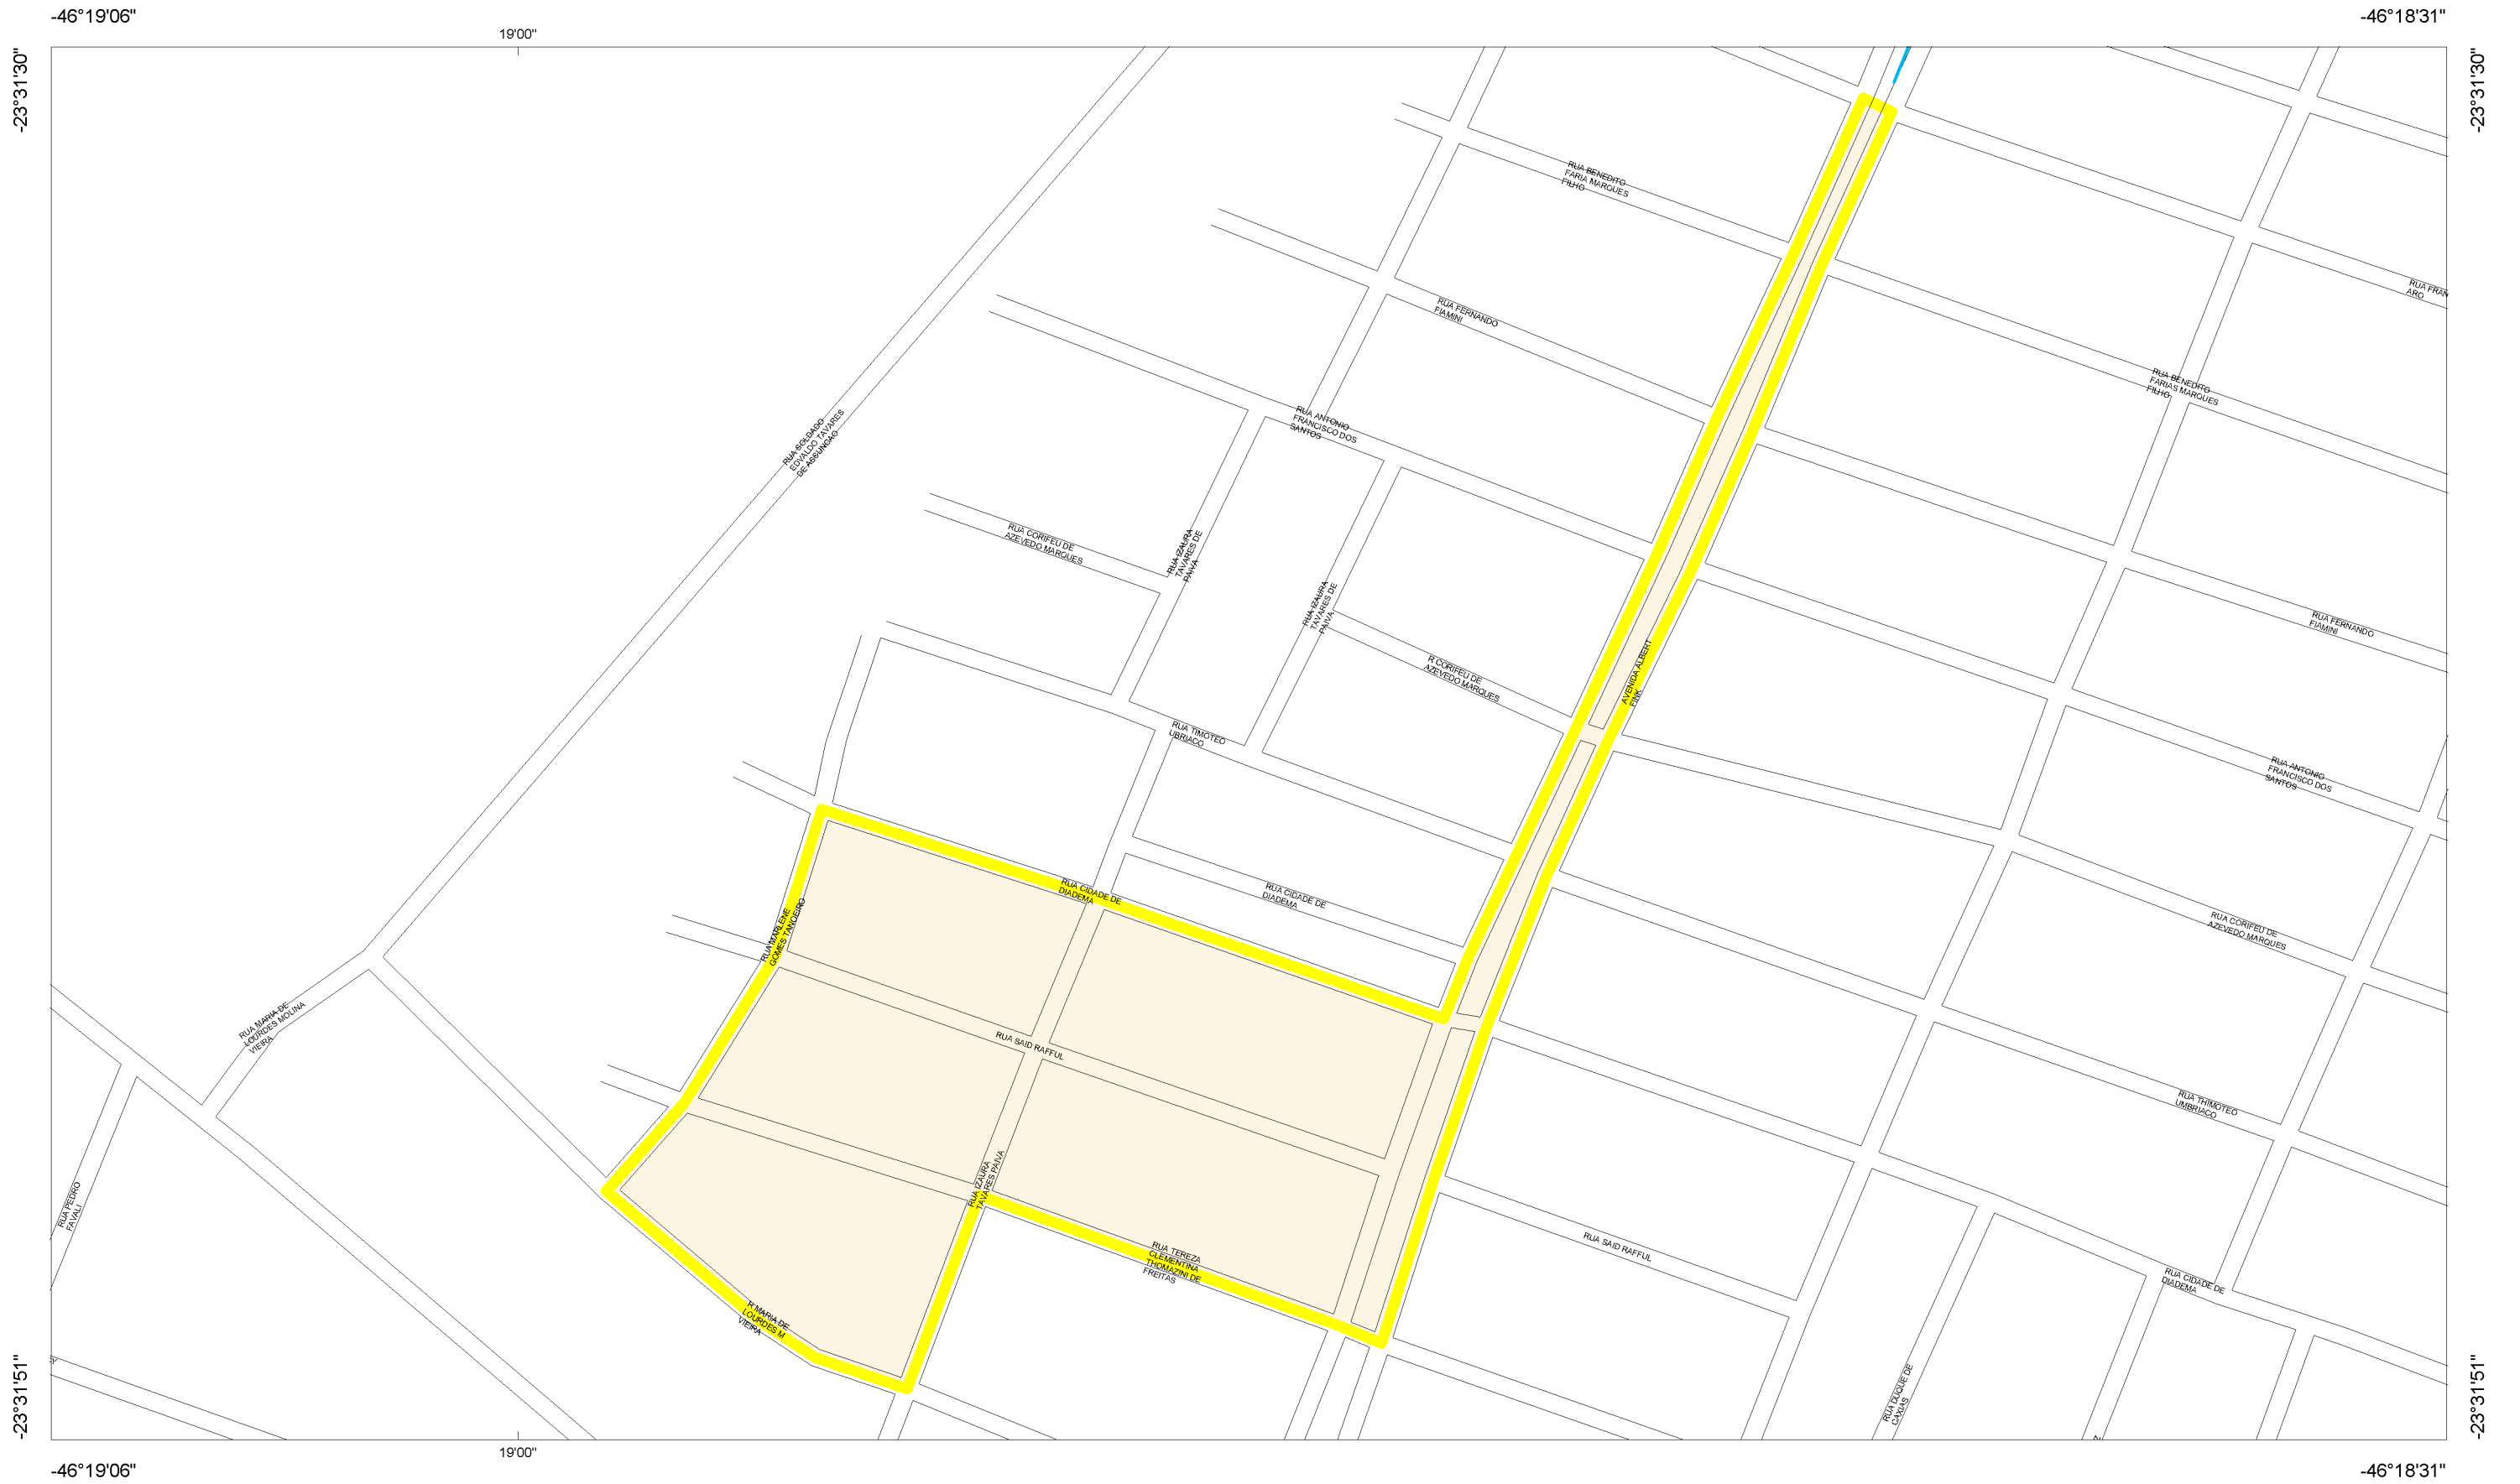 -46°19'06"
-46°18'31"
19'00"
-23°31'30"
-23°31'30"
RUA BENEDITO
FARIA MARQUES
FILHO
RUA FRAN
ARO
RUA FERNANDO
FIAMINI
RUA BENEDITO
FARIAS MARQUES
FILHO
RUA SOLDADO
EDVALDO TAVARES
DE ASSUNCAO
RUA ANTONIO
FRANCISCO DOS
SANTOS
RUA CORIFEU DE
AZEVEDO MARQUES
RUA IZAURA
TAVARES DE
PAIVA
RUA IZAURA
TAVARES DE
PAIVA
RUA FERNANDO
FIAMINI
R CORIFEU DE
AZEVEDO MARQUES
AVENIDA ALBERT
FINK
RUA TIMOTEO
UBRIACO
RUA ANTONIO
FRANCISCO DOS
SANTOS
RUA CIDADE DE
DIADEMA
RUA CIDADE DE
DIADEMA
RUA MARLENE
GOMES TANOEIRO
RUA CORIFEU DE
AZEVEDO MARQUES
RUA MARIA DE
LOURDES MOLINA
VIEIRA
RUA SAID RAFFUL
RUA THIMOTEO
UMBRIACO
RUA PEDRO
FAVALI
RUA IZAURA
TAVARES PAIVA
RUA TEREZA
CLEMENTINA
THOMAZINI DE
FREITAS
RUA SAID RAFFUL
RUA CIDADE DE
DIADEMA
R MARIA DE
LOURDES M
VIEIRA
RUA DUQUE DE
CAXIAS
-23°31'51"
-23°31'51"
19'00"
-46°19'06"
-46°18'31"